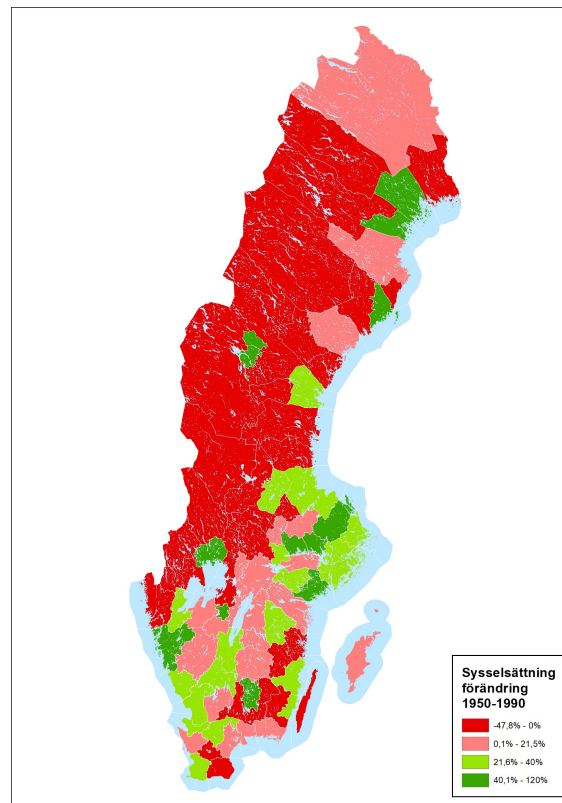 Sysselsättning
förändring
1950-1990
-47,8% - 0%
0,1% - 21,5%
21,6% - 40%
40,1% - 120%